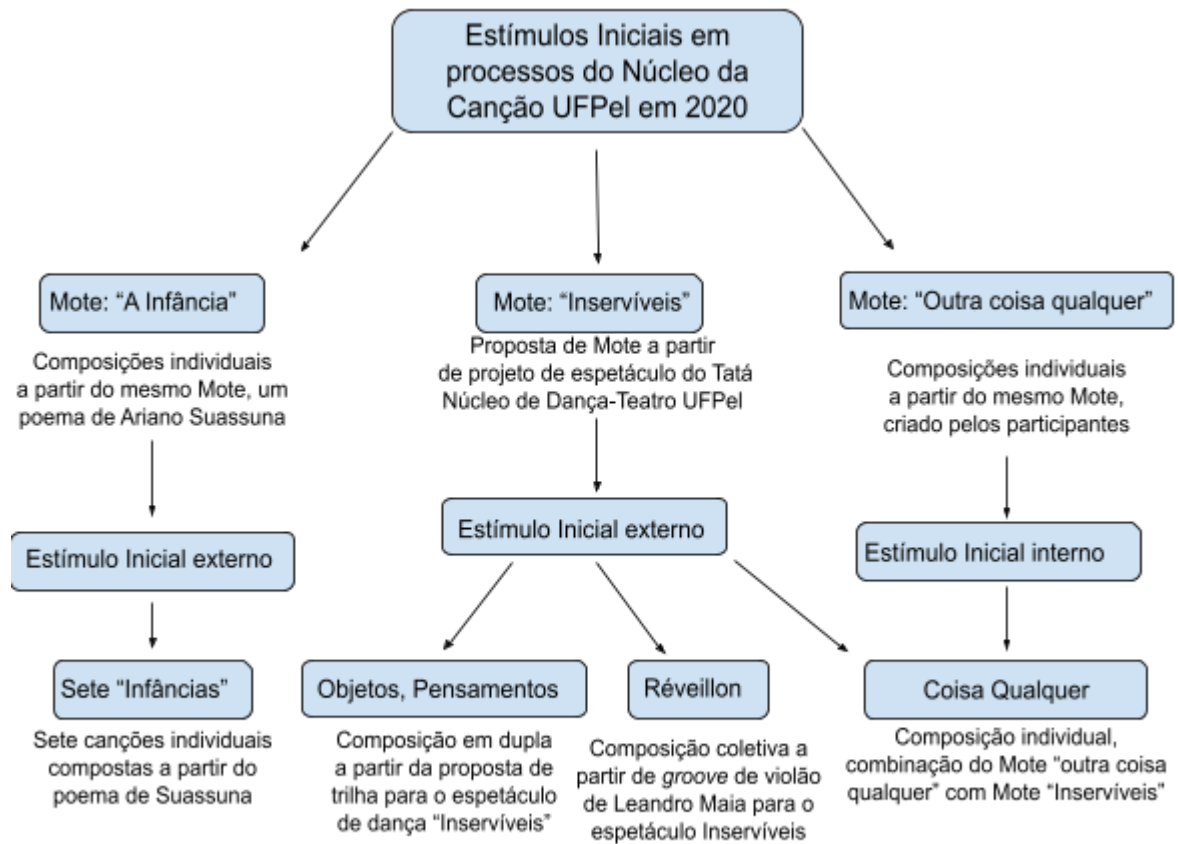 Estímulos Iniciais em
processos do Núcleo da
Canção UFPel em 2020
Mote: “A Infância”
Composições individuais
a partir do mesmo Mote, um
poema de Ariano Suassuna
Mote: “Inservíveis”
Proposta de Mote a partir
de projeto de espetáculo do Tatá
Núcleo de Dança-Teatro UFPel
Mote: “Outra coisa qualquer”
Composições individuais
a partir do mesmo Mote,
criado pelos participantes
Estímulo Inicial externo
Estímulo Inicial externo
Estímulo Inicial interno
Sete “Infâncias”
Sete canções individuais
compostas a partir do
poema de Suassuna
Objetos, Pensamentos
Composição em dupla
a partir da proposta de
trilha para o espetáculo
de dança “Inservíveis”
Réveillon
Composição coletiva a
partir de groove de violão
de Leandro Maia para o
espetáculo Inservíveis
Coisa Qualquer
Composição individual,
combinação do Mote “outra coisa
qualquer” com Mote “Inservíveis”